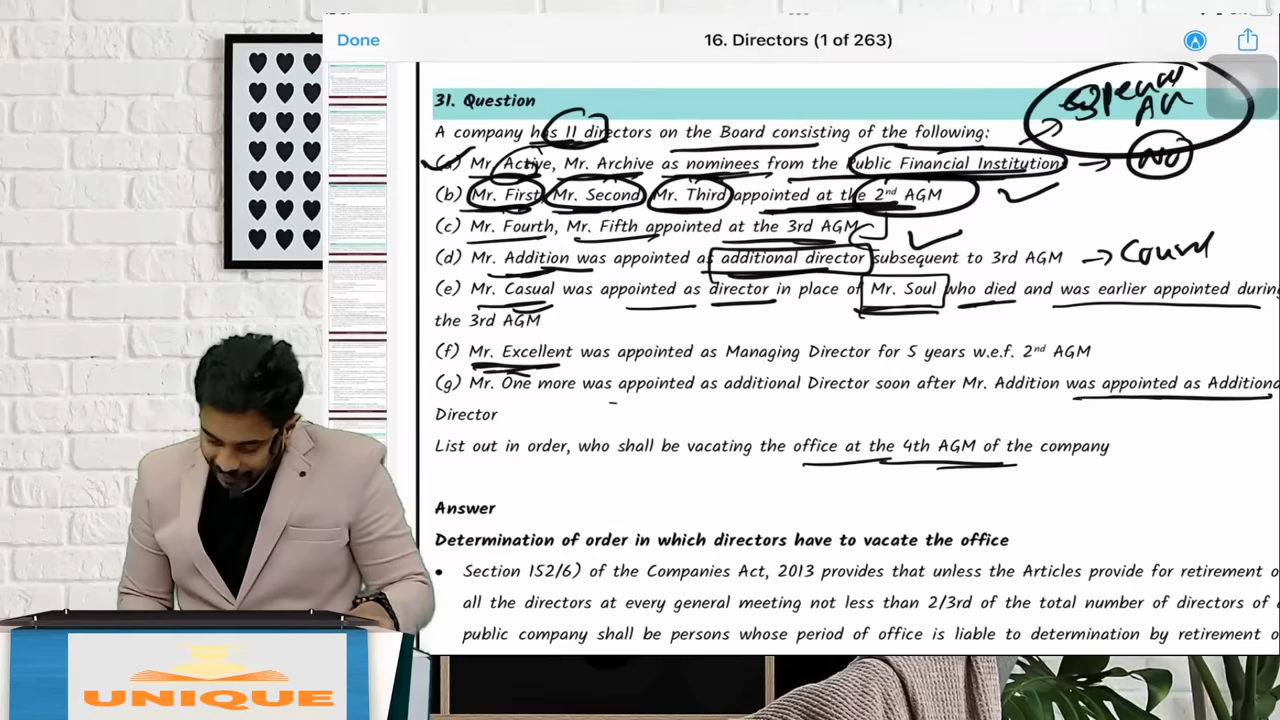 Done
16. Directors (1 of 263)
31. Question
A company has 11 directors on the Board consisting of the following:
Mr. Active, Mr. Archive as nominees from the Public Financial Institution
NO
(b) Mr. First, Mr. Second, Mr. Third appointed at the 2nd AGM
(c) Mr. Fourth, Mr. Fifth appointed at the 3rd AGM
(d) Mr. Addition was appointed as additional director subsequent to 3rd AGM
(e) Mr. Casual was appointed as director in place of Mr. Soul who died and was earlier appointed
the 3rd AGM
(f) Mr. Excellent was appointed as Managing Director for 5 years w.e.f. 2nd AGM
(g) Mr. was appointed as Director soon after Mr. appointed as
Director
List out in order, who shall be vacating the office at the 4th AGM of the company
Answer
Determination of order in which directors have to vacate the office
• Section 152/6) of the Companies Act, 2013 provides that unless the Articles provide for retirement
all the directors at every general meeting not less than 2/3rd of the total number of directors of
public company shall be persons whose period of office is liable to determination by retirement
UNIQUE